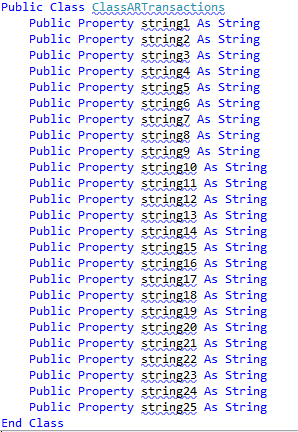 Public Class ClassARTransactions
Public Property string1 As String
Public Property string2 As String
Public Property string3 As String
Public Property string4 As String
Public Property string5 As String
Public Property string6 As String
Public Property string7 As String
Public Property string8 As String
Public Property string9 As String
Public Property string10 As String
Public Property string11 As String
Public Property string12 As String
Public Property string13 As String
Public Property string14 As String
Public Property string15 As String
Public Property string16 As String
Public Property string17 As String
Public Property string18 As String
Public Property string19 As String
Public Property string20 As String
Public Property string21 As String
Public Property string22 As String
Public Property string23 As String
Public Property string24 As String
Public Property string25 As String
End Class